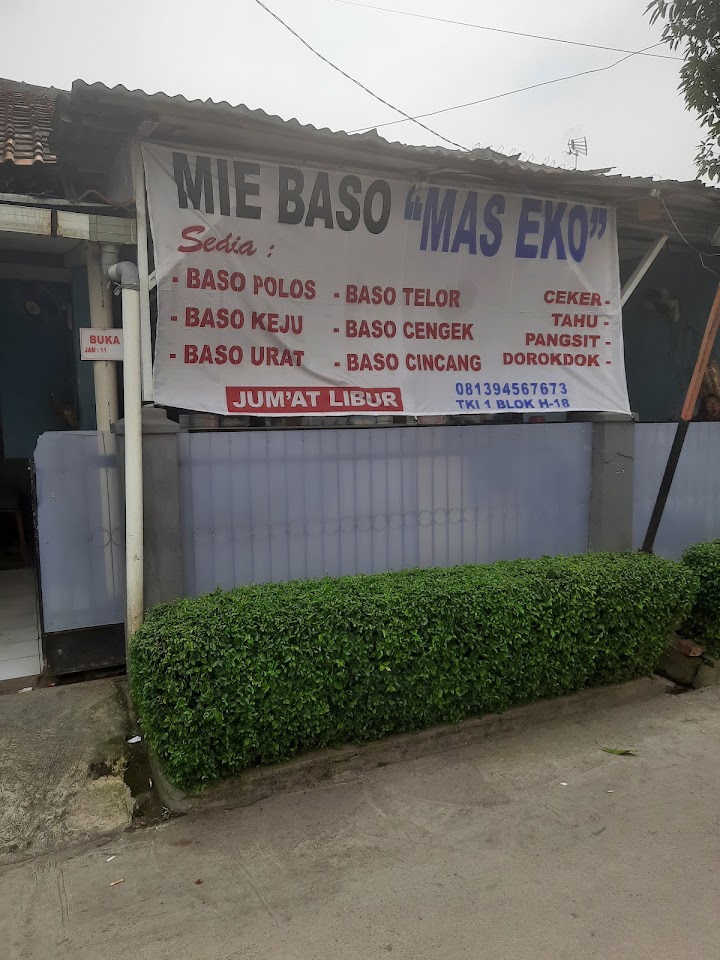 MIE BASO "MAS EKO"
Sedia :
- BASO POLOS
- BASO KEJU
- BASO URAT
- BASO TELOR
- BASO CENGEK
- BASO CINCANG
CEKER -
TAHU -
PANGSIT -
DOROKDOK -
JUM'AT LIBUR
081394567673
TKI 1 BLOK H-18
BUKA
JAM : 11